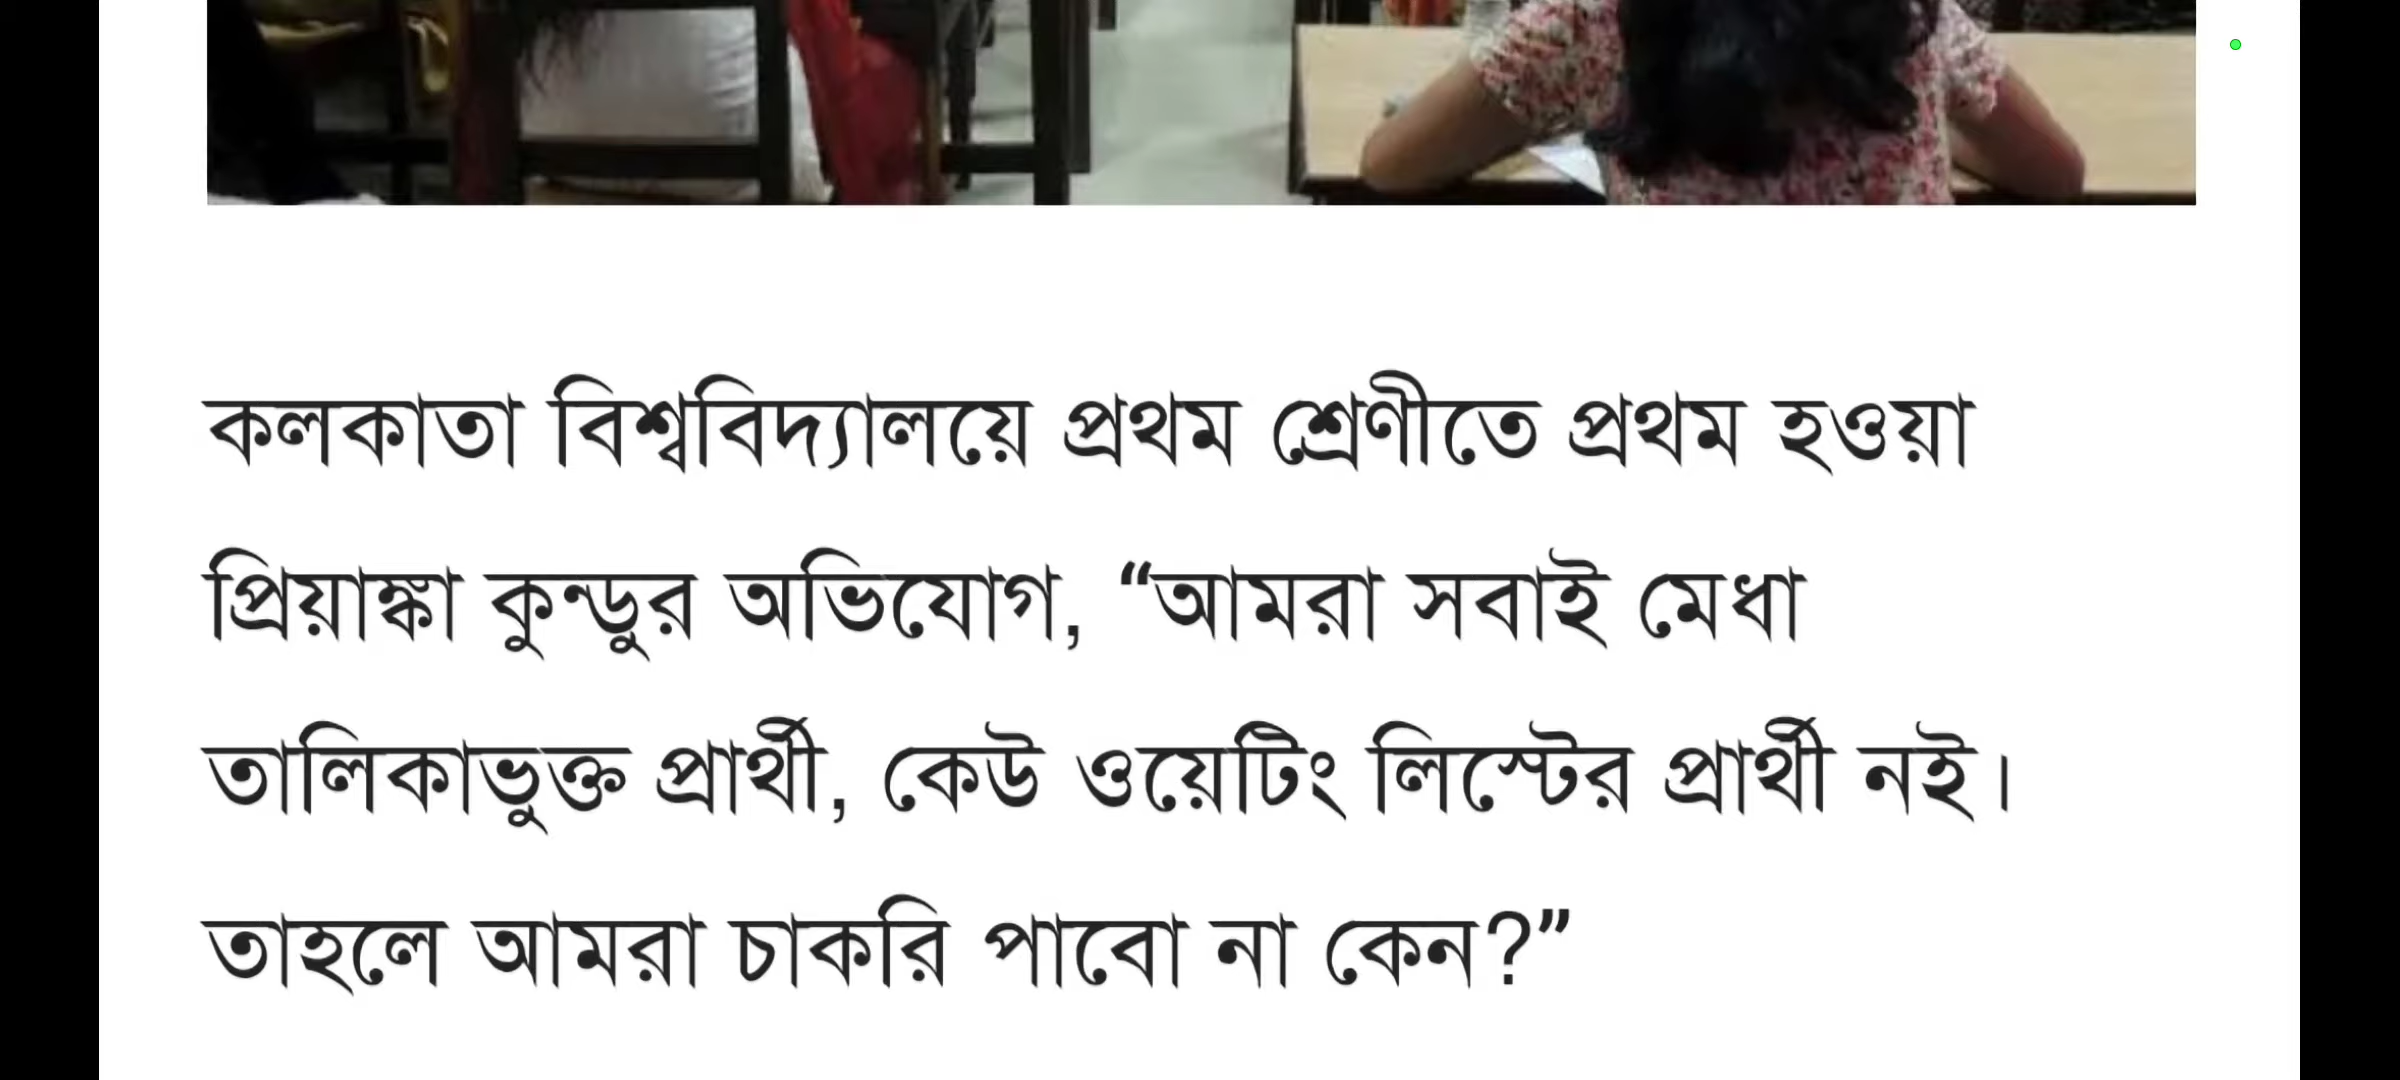 কলকাতা বিশ্ববিদ্যালয়ে প্রথম শ্রেণীতে প্রথম হওয়া
প্রিয়াঙ্কা কুন্ডুর অভিযোগ, “আমরা সবাই মেধা
তালিকাভুক্ত প্রার্থী, কেউ ওয়েটিং লিস্টের প্রার্থী নই।
তাহলে আমরা চাকরি পাবো না কেন?”